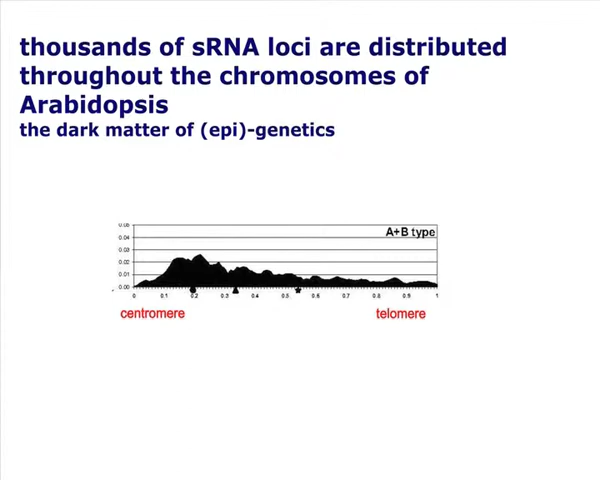 thousands of sRNA loci are distributed
throughout the chromosomes of
Arabidopsis
the dark matter of (epi)-genetics
0.05
A+B type
0.04
0.03
0.02
0.01
0.00
0 0.1 0.2 0.3 0.4 0.5 0.6 0.7 0.8 0.9 1
centromere telomere